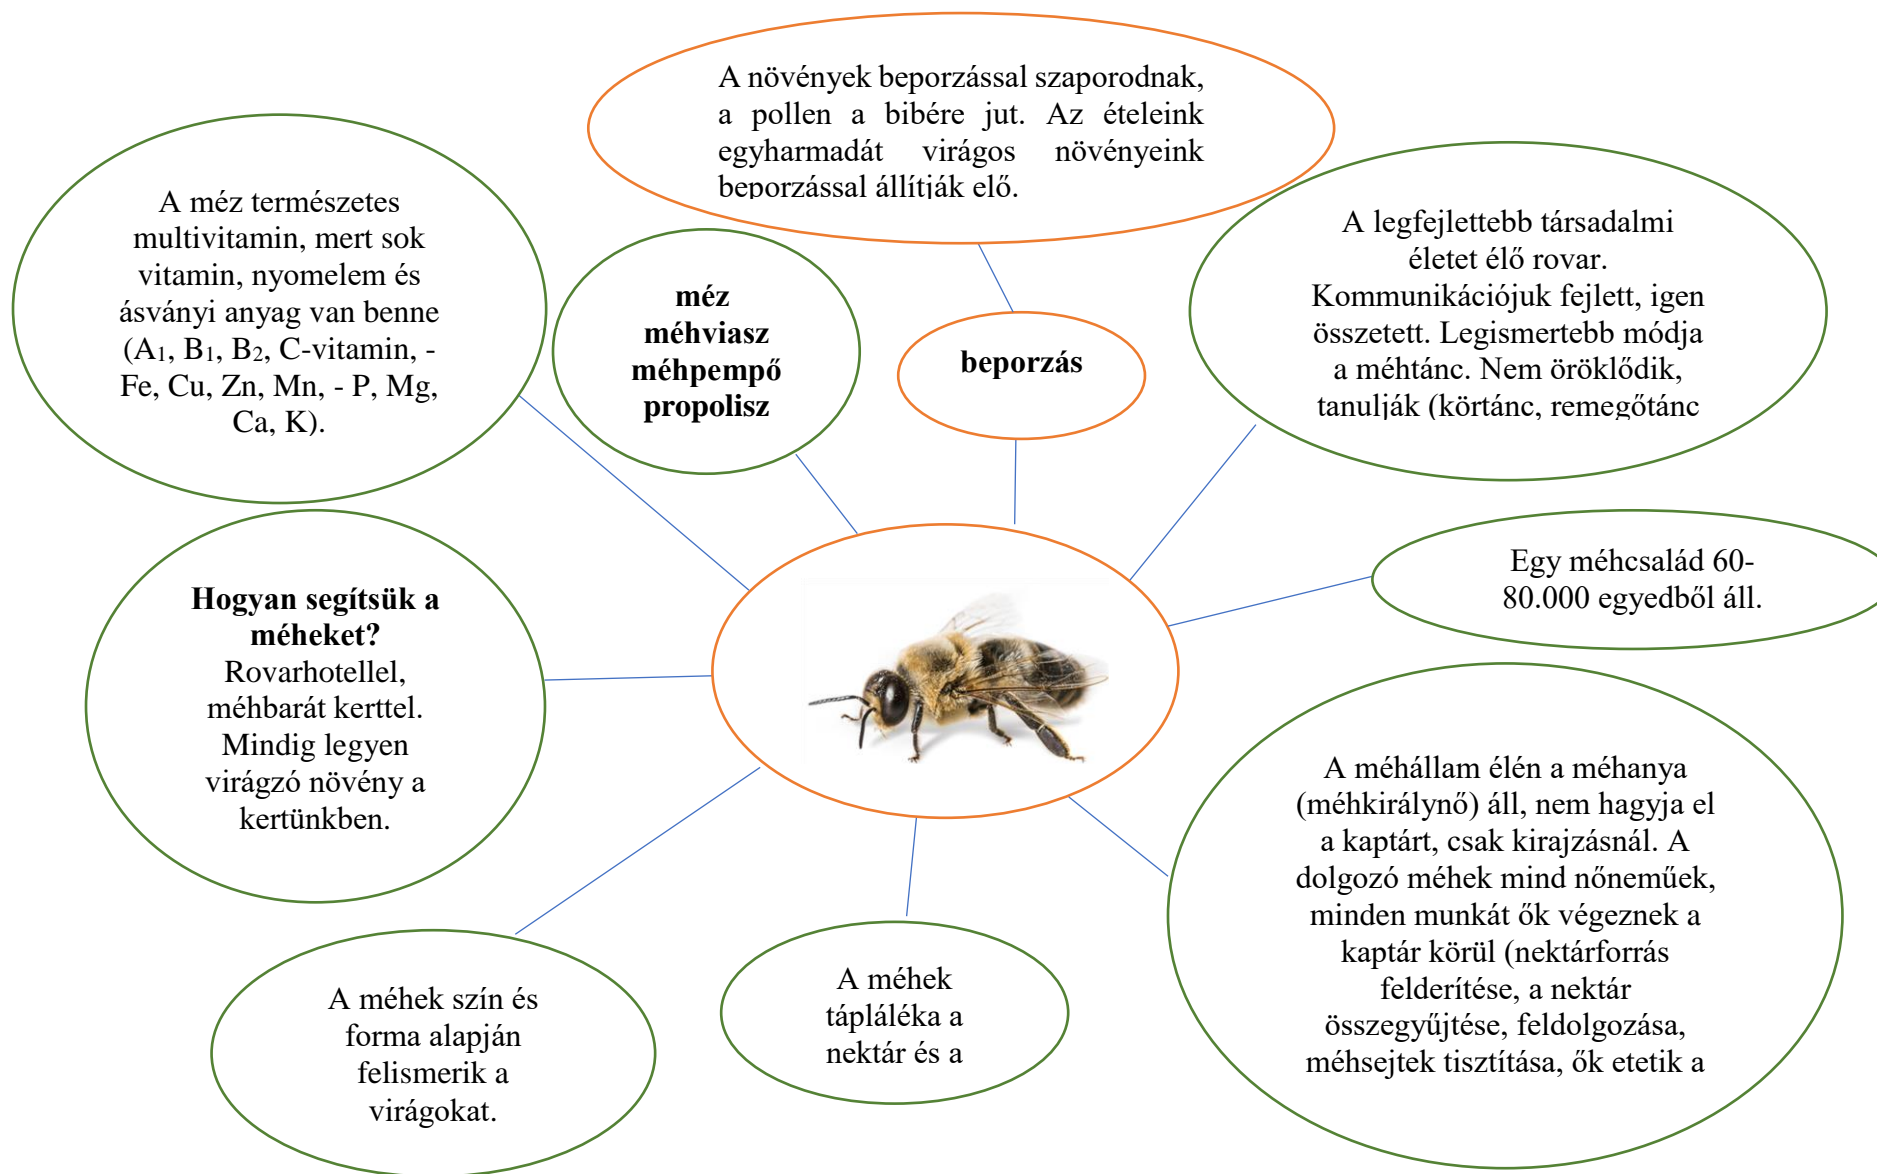 A növények beporzással szaporodnak,
a pollen a bibére jut. Az ételeink
egyharmadát virágos növényeink
beporzással állítják elő.
A méz természetes
multivitamin, mert sok
vitamin, nyomelem és
ásványi anyag van benne
(A₁, B₁, B₂, C-vitamin, -
Fe, Cu, Zn, Mn, - P, Mg,
Ca, K).
méz
méhviasz
méhpempő
propolisz
beporzás
A legfejlettebb társadalmi
életet élő rovar.
Kommunikációjuk fejlett, igen
összetett. Legismertebb módja
a méhtánc. Nem öröklődik,
tanulják (körtánc, remegőtánc
Egy méhcsalád 60-
80.000 egyedből áll.
Hogyan segítsük a
méheket?
Rovarhotellel,
méhbarát kerttel.
Mindig legyen
virágzó növény a
kertünkben.
A méhállam élén a méhanya
(méhkirálynő) áll, nem hagyja el
a kaptárt, csak kirajzásnál. A
dolgozó méhek mind nőneműek,
minden munkát ők végeznek a
kaptár körül (nektárforrás
felderítése, a nektár
összegyűjtése, feldolgozása,
méhsejtek tisztítása, ők etetik a
A méhek szín és
forma alapján
felismerik a
virágokat.
A méhek
tápláléka a
nektár és a